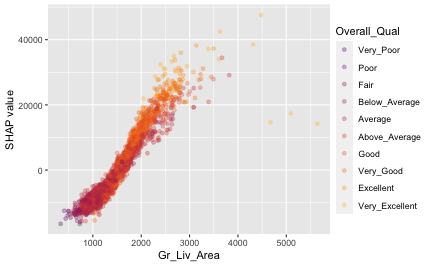 40000
20000
0
SHAP value
1000
2000
3000
4000
5000
Gr_Liv_Area
Overall_Qual
Very_Poor
Poor
Fair
Below_Average
Average
Above_Average
Good
Very_Good
Excellent
Very_Excellent